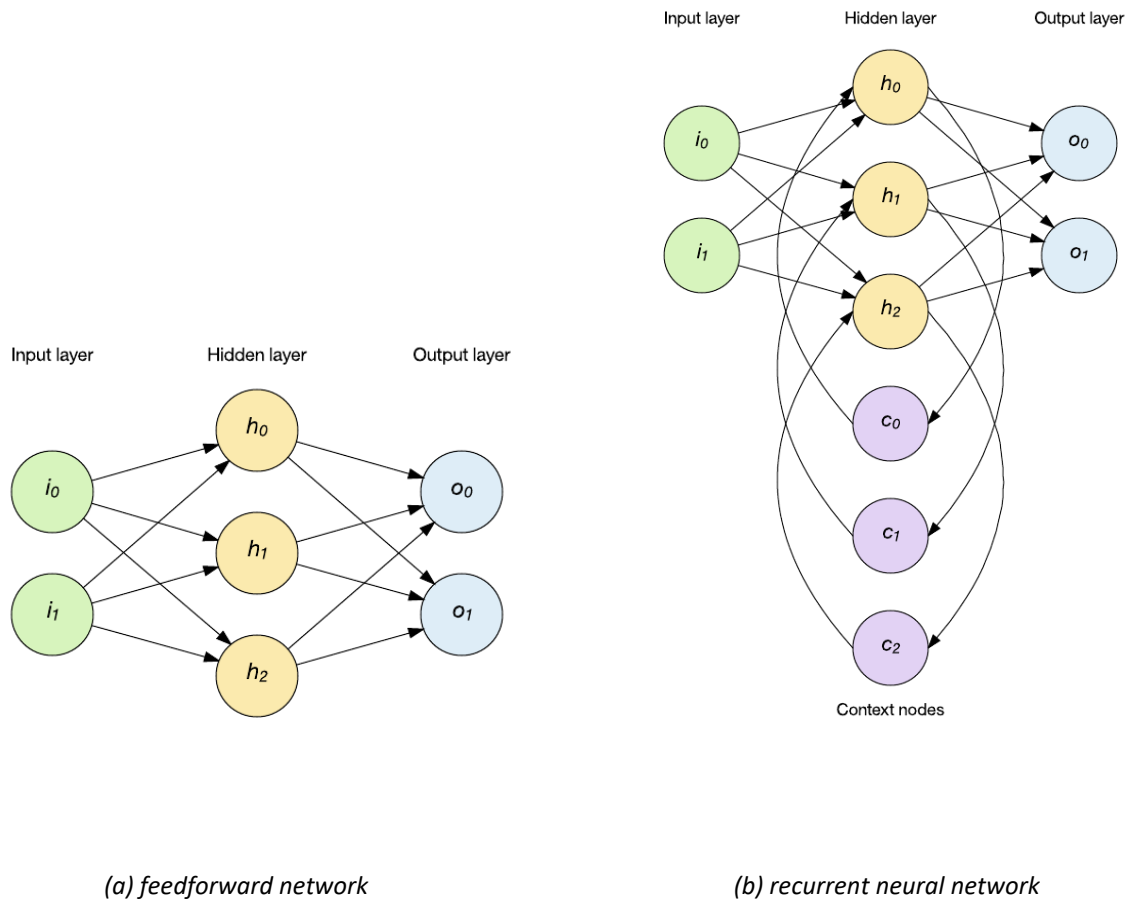 Input layer Hidden layer Output layer
h0
i0 o0
h1
i1 o1
h2
c0
c1
c2
Context nodes
Input layer Hidden layer Output layer
h0
i0 o0
h1
i1 o1
h2
(a) feedforward network
(b) recurrent neural network